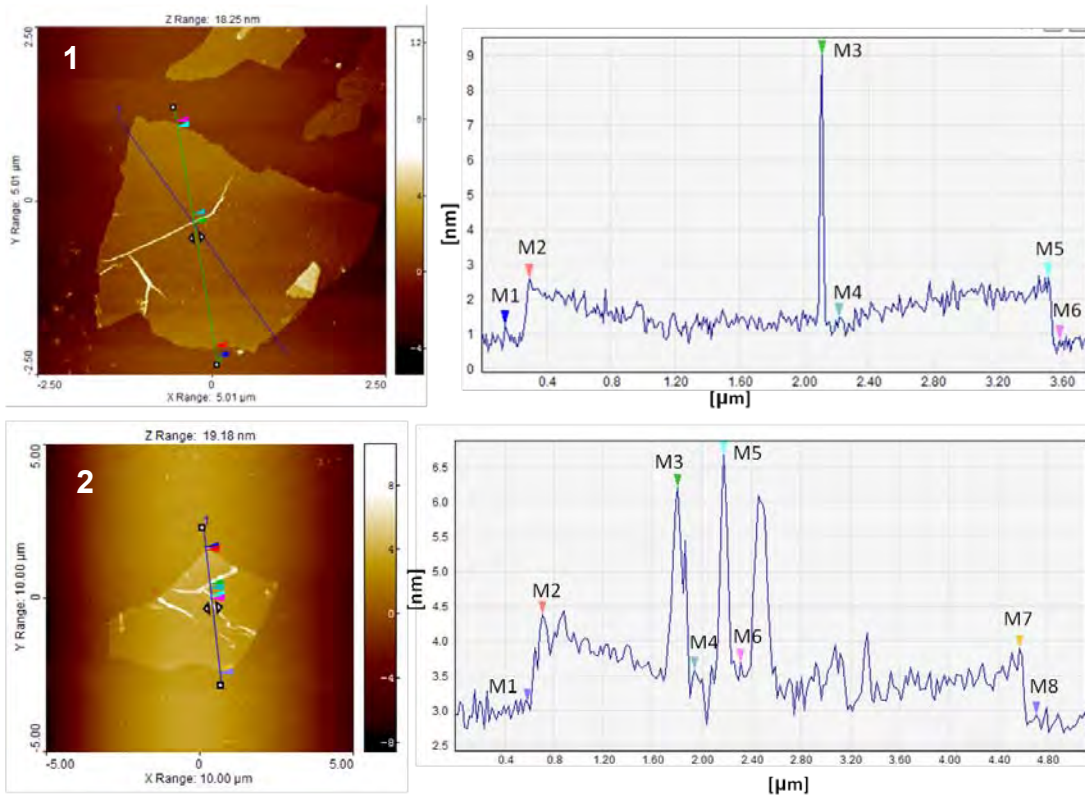 Z Range: 18.25 nm
1
2.50
0
-2.50
Y Range: 5.01 µm
-2.50
0
2.50
X Range: 5.01 µm
12
8
4
0
-4
[nm]
9
8
7
6
5
4
3
2
1
0
M1
M2
M3
M4
M5
M6
0.4
0.80
1.20
1.60
2.00
2.40
2.80
3.20
3.60
[µm]
Z Range: 19.18 nm
2
5.00
0
-5.00
Y Range: 10.00 µm
-5.00
0
5.00
X Range: 10.00 µm
8
4
0
-4
-8
[nm]
6.5
6.0
5.5
5.0
4.5
4.0
3.5
3.0
2.5
M1
M2
M3
M4
M5
M6
M7
M8
0.4
0.80
1.20
1.60
2.00
2.40
2.80
3.20
3.60
4.00
4.40
4.80
[µm]